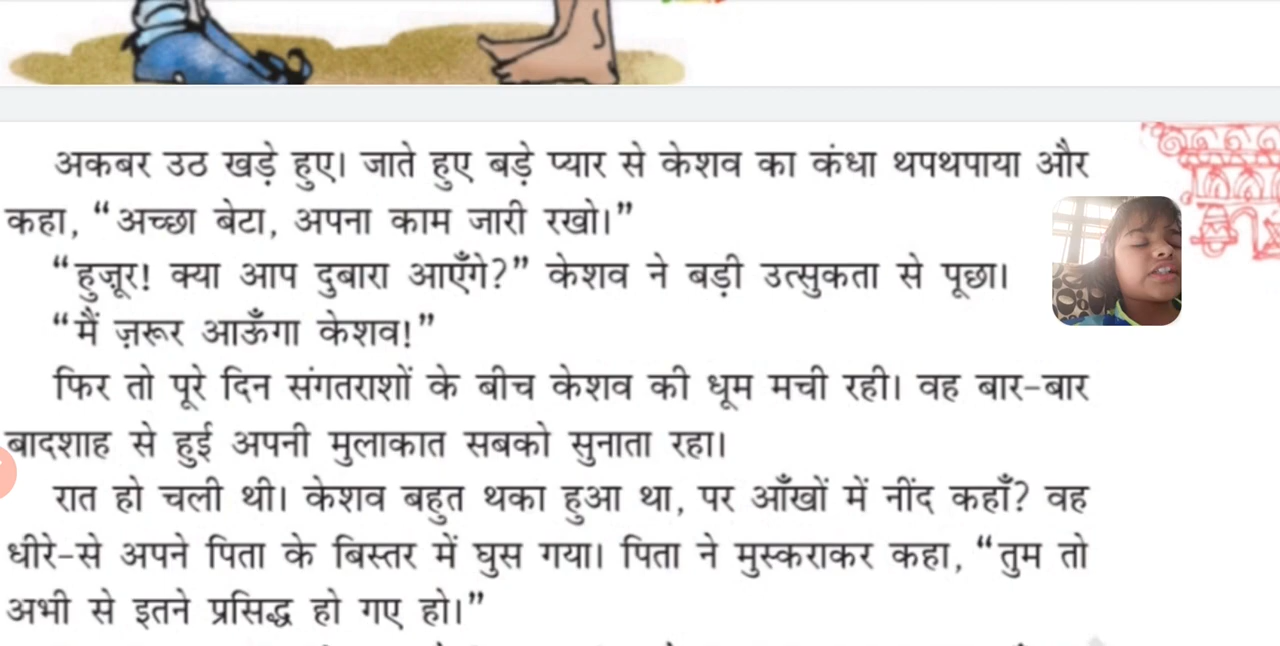 अकबर उठ खड़े हुए। जाते हुए बड़े प्यार से केशव का कंधा थपथपाया और
कहा, “अच्छा बेटा, अपना काम जारी रखो।”
“हुज़ूर! क्या आप दुबारा आएँगे?” केशव ने बड़ी उत्सुकता से पूछा।
“मैं ज़रूर आऊँगा केशव!”
फिर तो पूरे दिन संगतराशों के बीच केशव की धूम मची रही। वह बार-बार
बादशाह से हुई अपनी मुलाकात सबको सुनाता रहा।
रात हो चली थी। केशव बहुत थका हुआ था, पर आँखों में नींद कहाँ? वह
धीरे-से अपने पिता के बिस्तर में घुस गया। पिता ने मुस्कराकर कहा, “तुम तो
अभी से इतने प्रसिद्ध हो गए हो।”